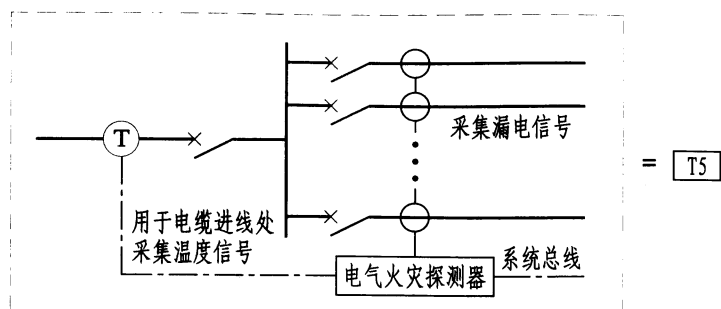 T
采集漏电信号
= T5
用于电缆进线处
采集温度信号
电气火灾探测器
系统总线